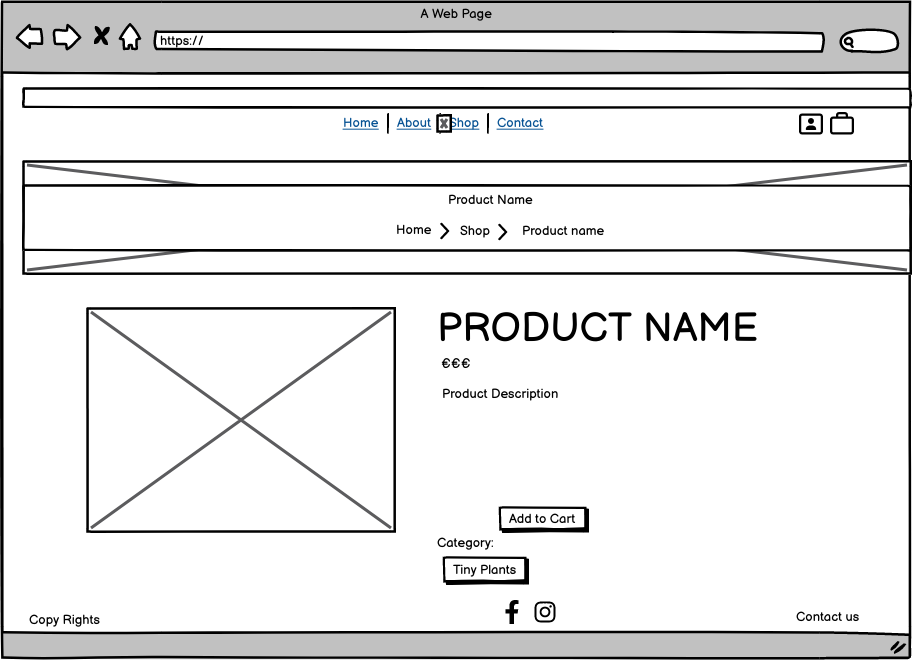 A Web Page
https://
Home | About Shop | Contact
Product Name
Home > Shop > Product name
PRODUCT NAME
€€€
Product Description
Add to Cart
Category:
Tiny Plants
Copy Rights
Contact us